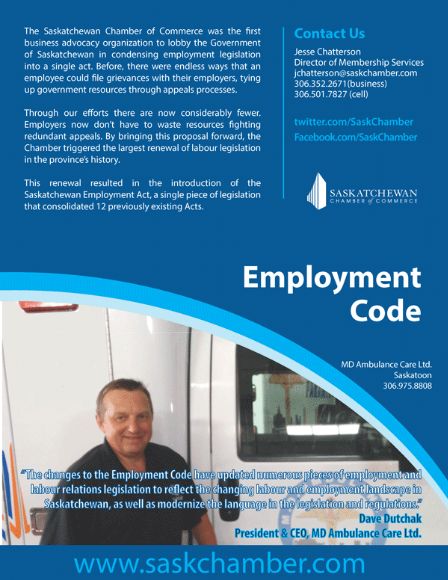 The Saskatchewan Chamber of Commerce was the first
business advocacy organization to lobby the Government
of Saskatchewan in condensing employment legislation
into a single act. Before, there were endless ways that an
employee could file grievances with their employers, tying
up government resources through appeals processes.
Through our efforts there are now considerably fewer.
Employers now don't have to waste resources fighting
redundant appeals. By bringing this proposal forward, the
Chamber triggered the largest renewal of labour legislation
in the province's history.
This renewal resulted in the introduction of the
Saskatchewan Employment Act, a single piece of legislation
that consolidated 12 previously existing Acts.
Contact Us
Jesse Chatterson
Director of Membership Services
jchatterson@saskchamber.com
306.352.2671(business)
306.501.7827 (cell)
twitter.com/SaskChamber
Facebook.com/SaskChamber
SASKATCHEWAN
CHAMBER of COMMERCE
Employment
Code
MD Ambulance Care Ltd.
Saskatoon
306.975.8808
"The changes to the Employment Code have updated numerous pieces of employment and
labour relations legislation to reflect the changing labour and employment landscape in
Saskatchewan, as well as modernize the language in the legislation and regulations."
Dave Dutchak
President & CEO, MD Ambulance Care Ltd.
www.saskchamber.com